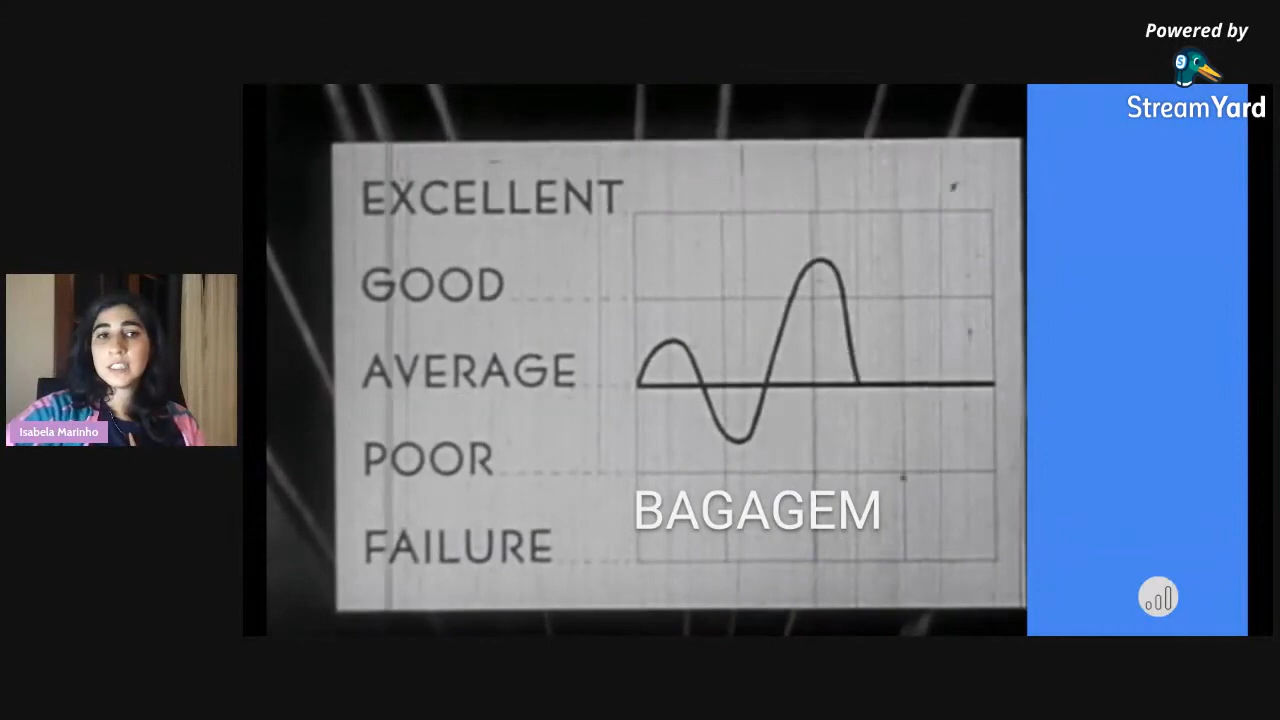 Powered by
StreamYard
EXCELLENT
GOOD
AVERAGE
POOR
BAGAGEM
FAILURE
Isabela Marinho